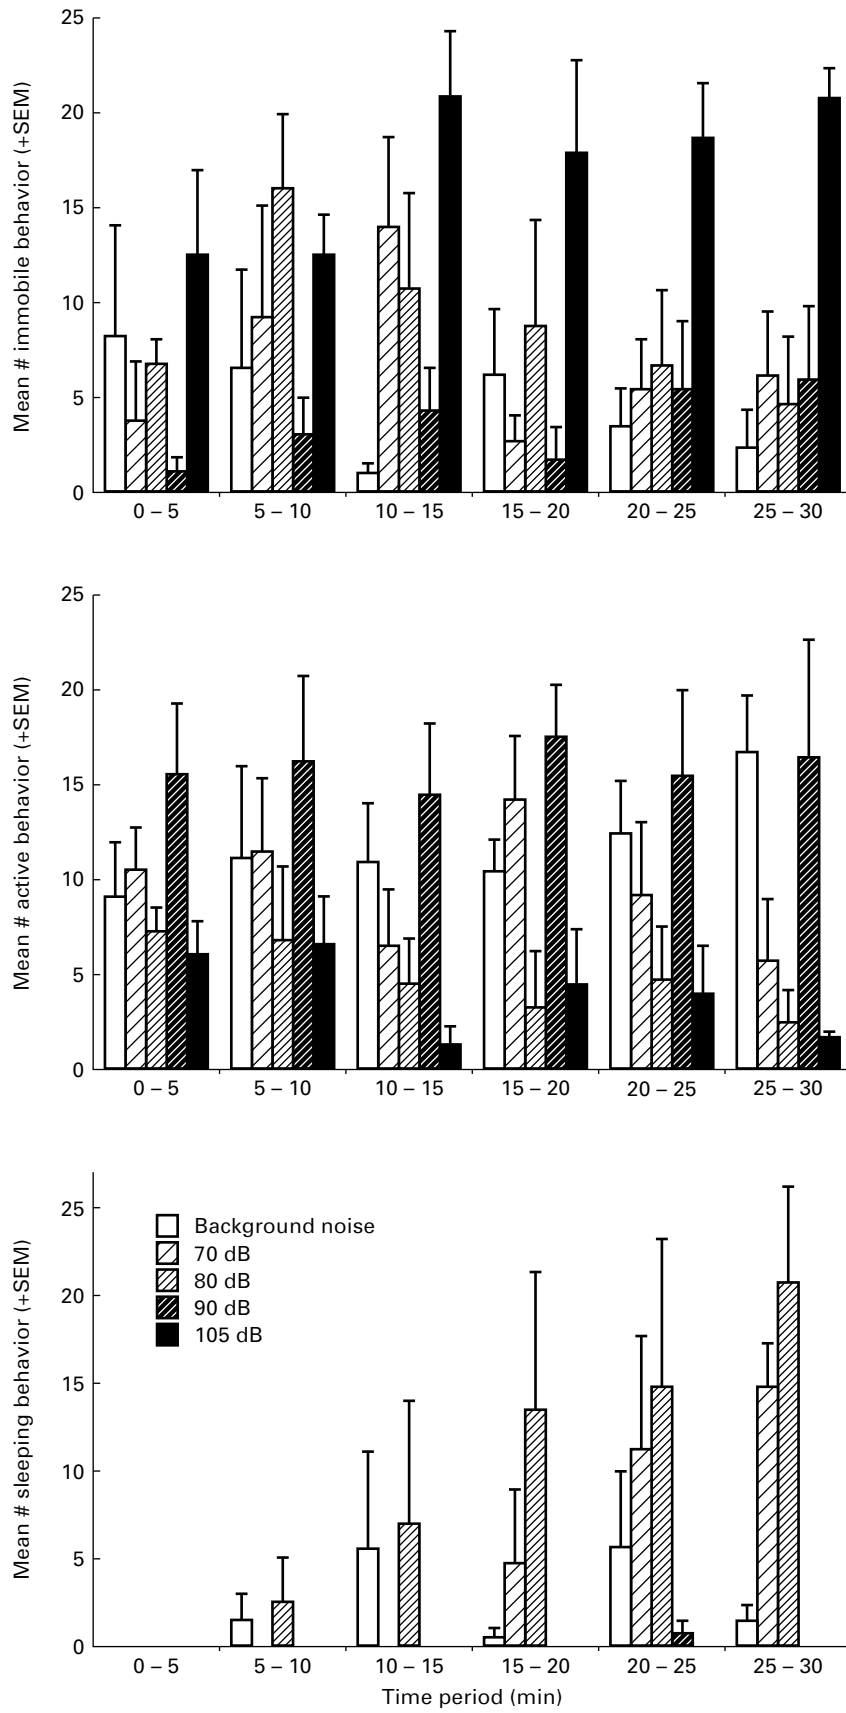 Mean # immobile behavior (+SEM)
25
20
15
10
5
0
0 – 5 5 – 10 10 – 15 15 – 20 20 – 25 25 – 30
Mean # active behavior (+SEM)
25
20
15
10
5
0
0 – 5 5 – 10 10 – 15 15 – 20 20 – 25 25 – 30
Mean # sleeping behavior (+SEM)
25
20
15
10
5
0
Background noise
70 dB
80 dB
90 dB
105 dB
0 – 5 5 – 10 10 – 15 15 – 20 20 – 25 25 – 30
Time period (min)